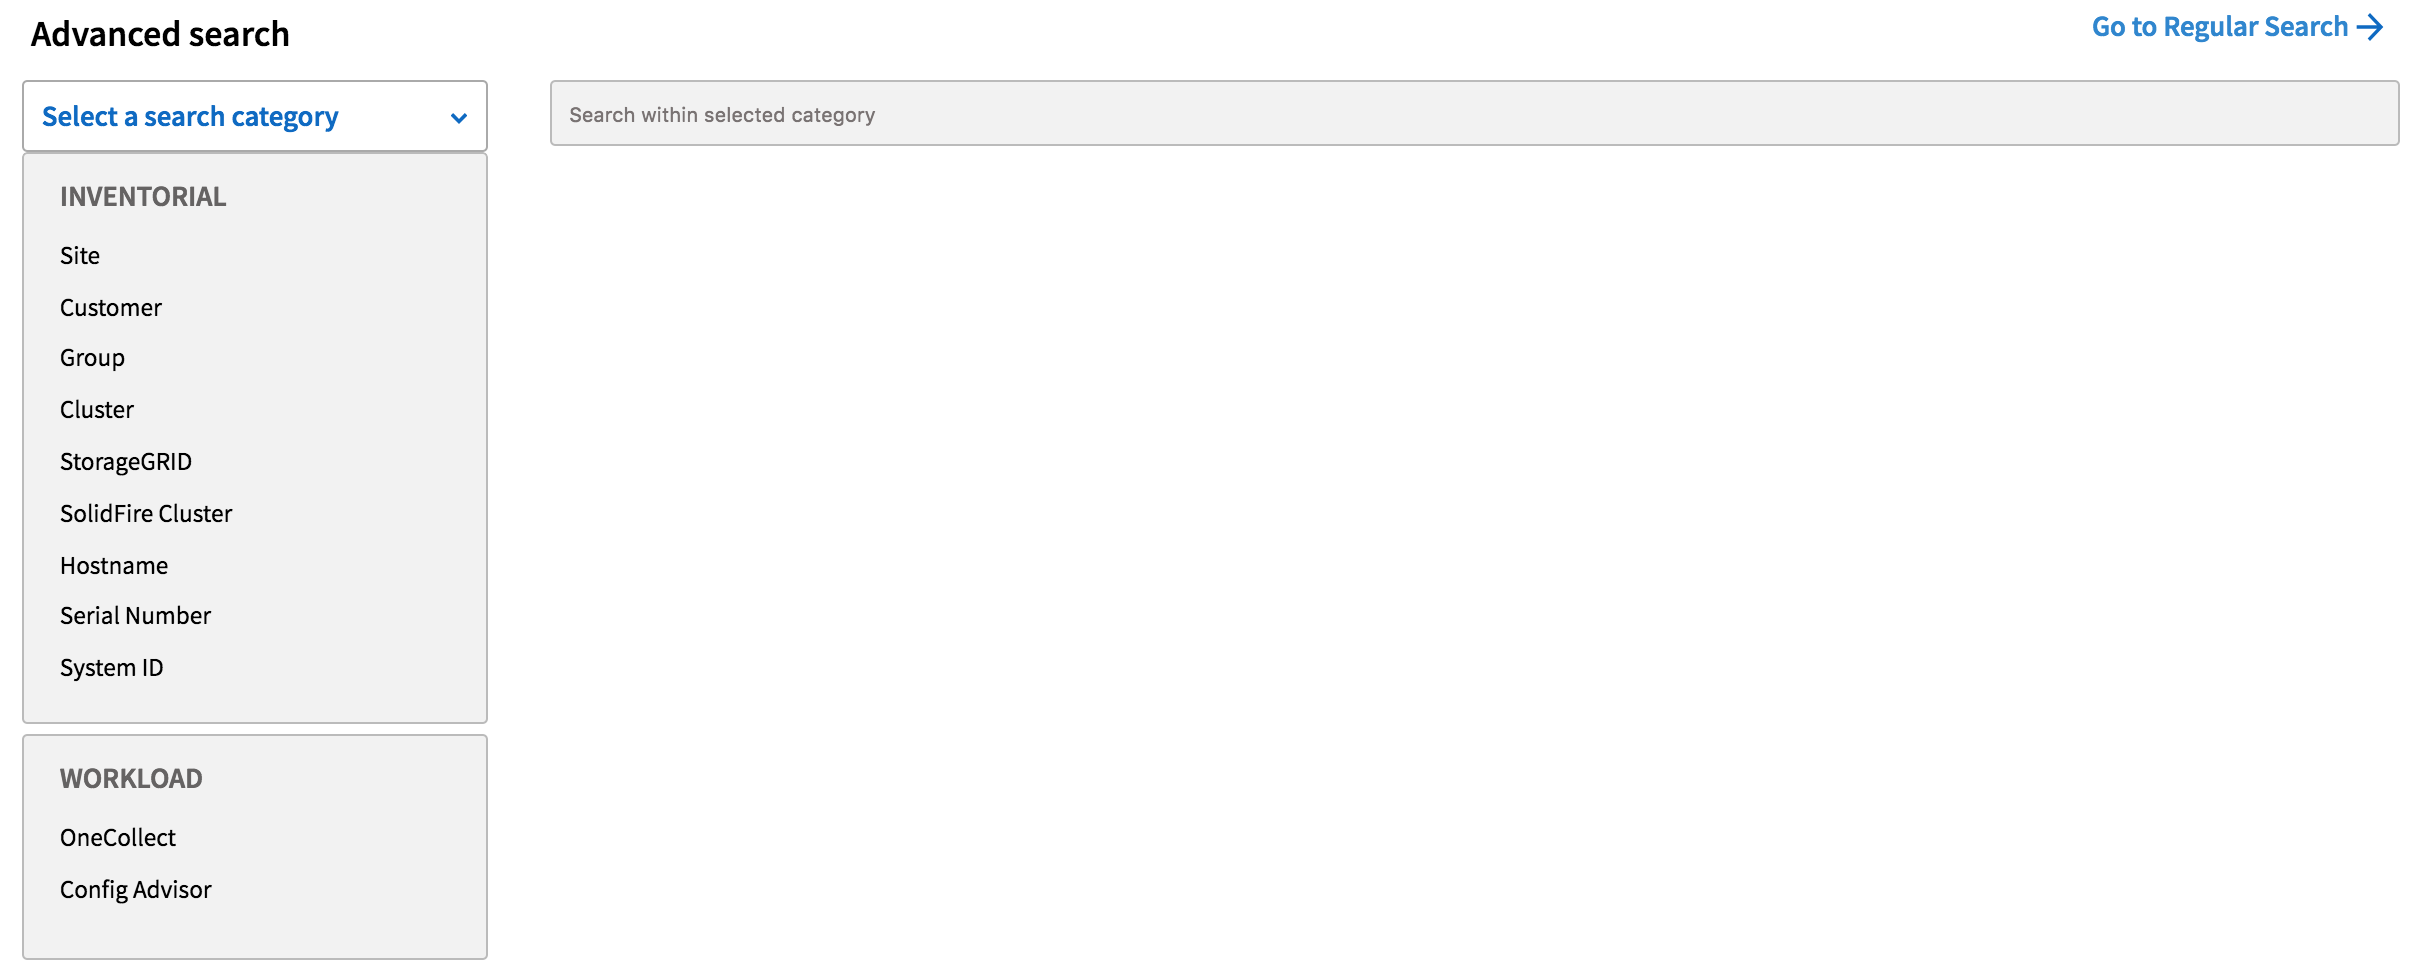 Advanced search
Go to Regular Search
Select a search category
Search within selected category
INVENTORIAL
Site
Customer
Group
Cluster
StorageGRID
SolidFire Cluster
Hostname
Serial Number
System ID
WORKLOAD
OneCollect
Config Advisor